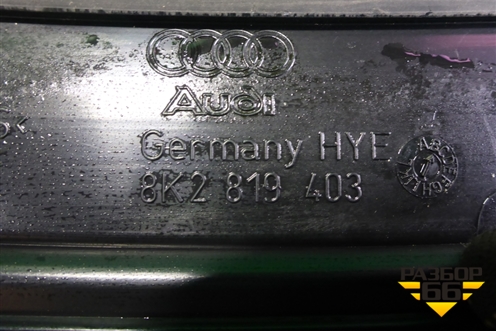 Audi
Germany HYE
8K2 819 403
РАЗБОР
66